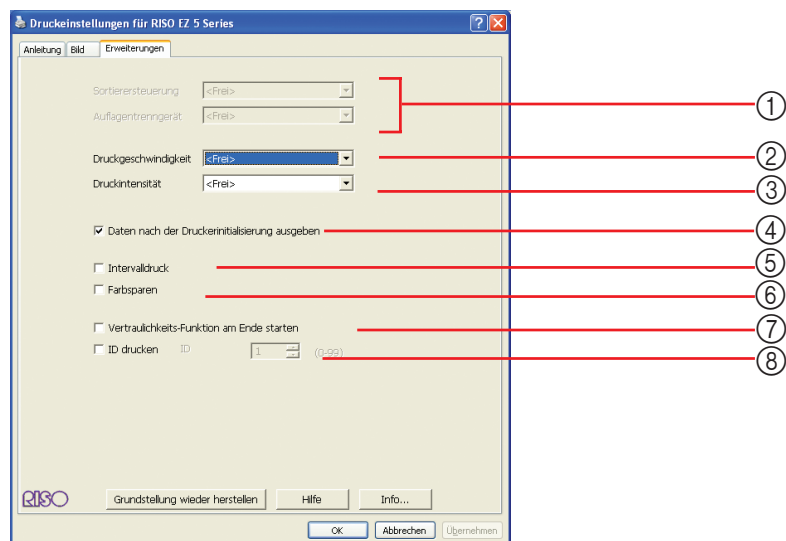 Druckeinstellungen für RISO EZ 5 Series
Anleitung Bild Erweiterungen
Sortierersteuerung <Frei>
Auflagentrenngerät <Frei>
①
Druckgeschwindigkeit <Frei> ②
Druckintensität <Frei> ③
Daten nach der Druckerinitialisierung ausgeben ④
Intervalldruck ⑤
Farbsparen ⑥
Vertraulichkeits-Funktion am Ende starten ⑦
ID drucken ID 1 (0-99) ⑧
RISO Grundstellung wieder herstellen Hilfe Info...
OK Abbrechen Übernehmen